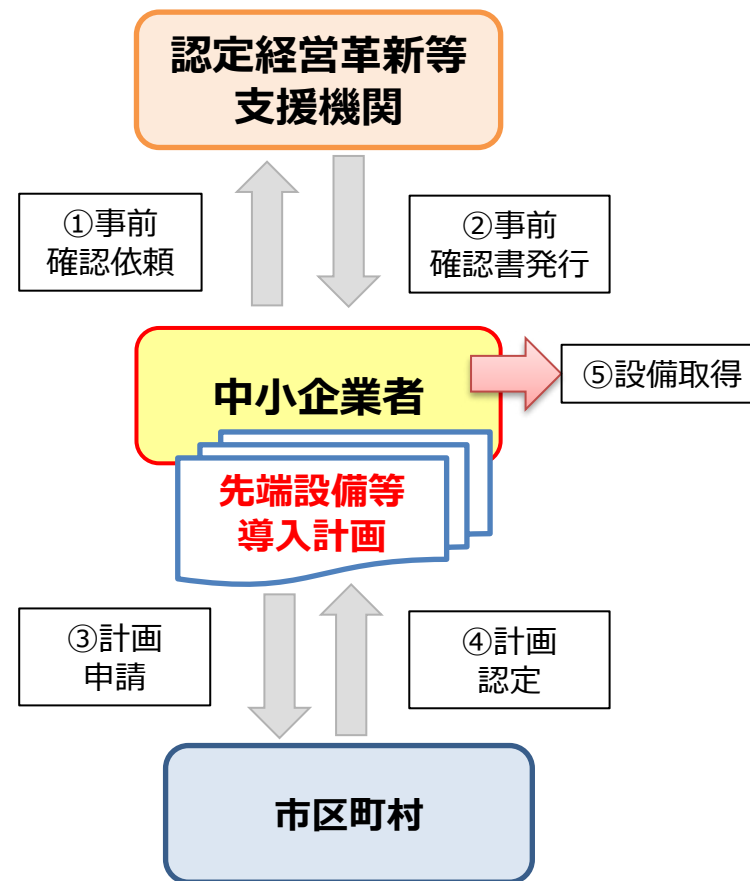 認定経営革新等
支援機関
①事前
確認依頼
②事前
確認書発行
中小企業者
⑤設備取得
先端設備等
導入計画
③計画
申請
④計画
認定
市区町村